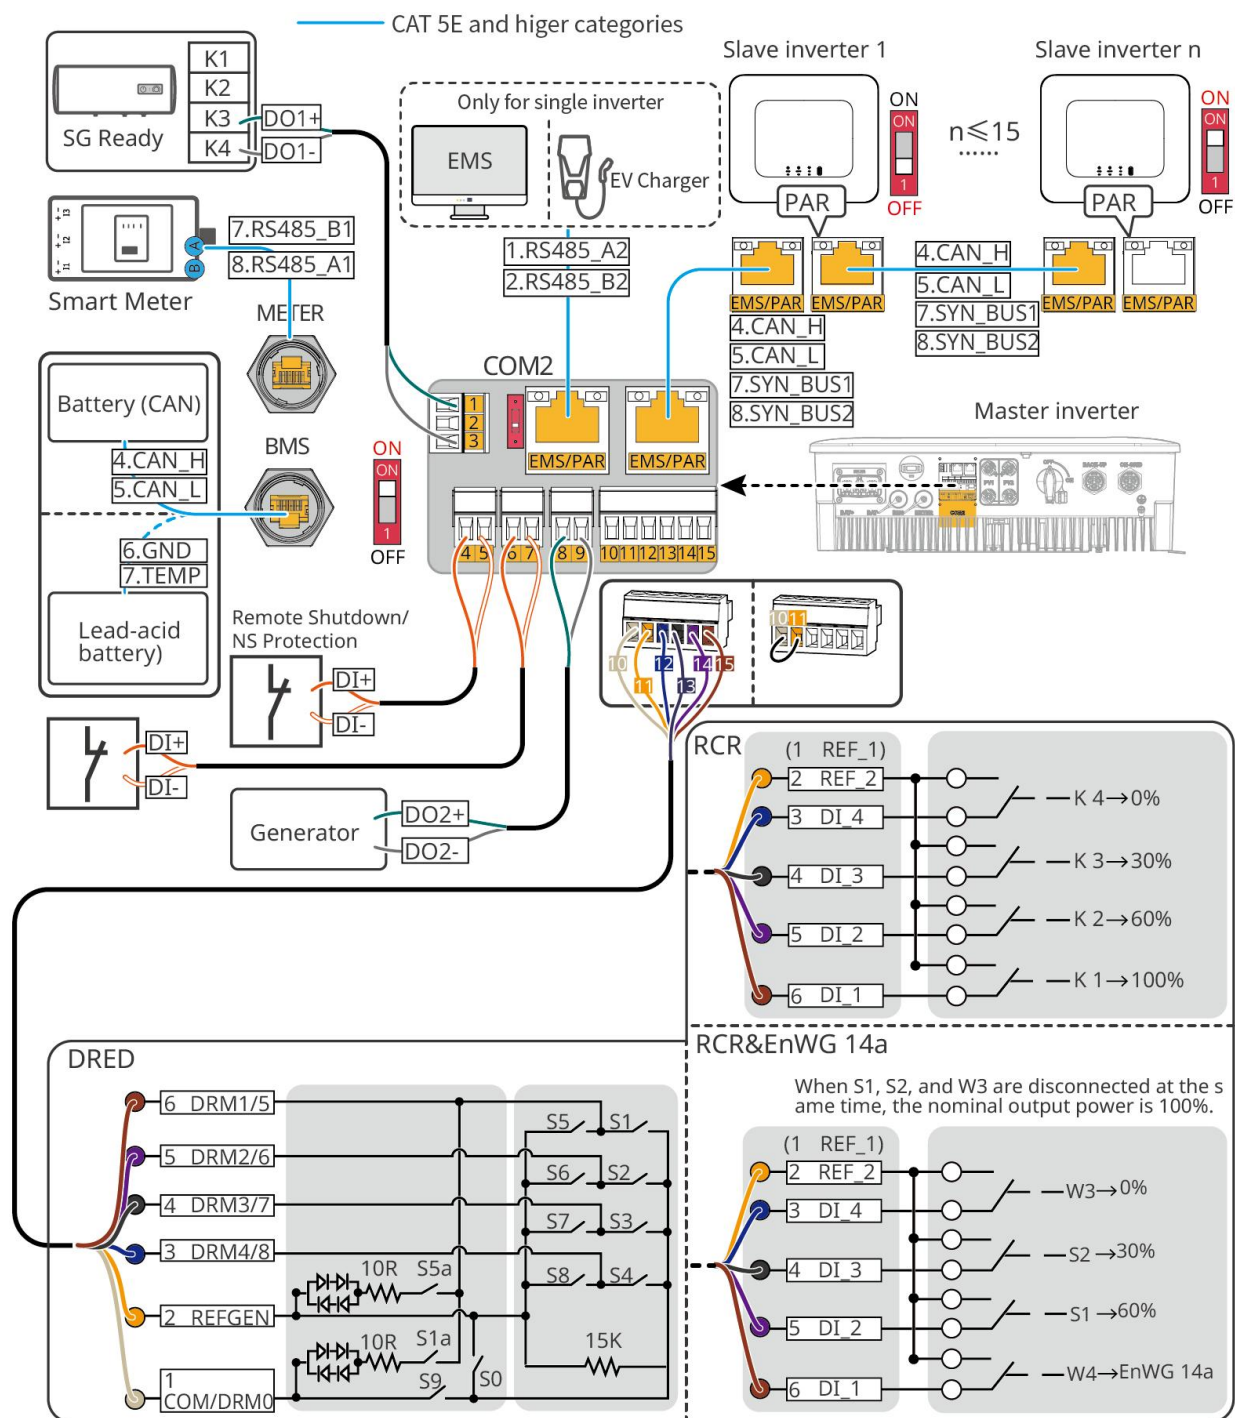 CAT 5E and higer categories
K1
K2
K3
K4
DO1+
DO1-
SG Ready
Only for single inverter
EMS
EV Charger
Slave inverter 1
Slave inverter n
PAR
PAR
ON
ON
1
OFF
n≤15
......
ON
ON
1
OFF
+ - I3
+ - I2
+ - I1
A
B
7.RS485_B1
8.RS485_A1
Smart Meter
METER
1.RS485_A2
2.RS485_B2
EMS/PAR
EMS/PAR
4.CAN_H
5.CAN_L
7.SYN_BUS1
8.SYN_BUS2
4.CAN_H
5.CAN_L
7.SYN_BUS1
8.SYN_BUS2
EMS/PAR
EMS/PAR
COM2
1
2
3
EMS/PAR
EMS/PAR
4 5 6 7 8 9 10 11 12 13 14 15
Master inverter
Battery (CAN)
4.CAN_H
5.CAN_L
BMS
ON
ON
1
OFF
6.GND
7.TEMP
Lead-acid
battery)
Remote Shutdown/
NS Protection
DI+
DI-
DI+
DI-
Generator
DO2+
DO2-
10
11
12
13
14
15
10 11
RCR
(1 REF_1)
2 REF_2
3 DI_4
4 DI_3
5 DI_2
6 DI_1
K 4→0%
K 3→30%
K 2→60%
K 1→100%
DRED
6 DRM1/5
5 DRM2/6
4 DRM3/7
3 DRM4/8
2 REFGEN
1
COM/DRM0
10R
S5a
10R
S1a
S9
S0
S5
S1
S6
S2
S7
S3
S8
S4
15K
RCR&EnWG 14a
When S1, S2, and W3 are disconnected at the s
ame time, the nominal output power is 100%.
(1 REF_1)
2 REF_2
3 DI_4
4 DI_3
5 DI_2
6 DI_1
W3→0%
S2→30%
S1→60%
W4→EnWG 14a